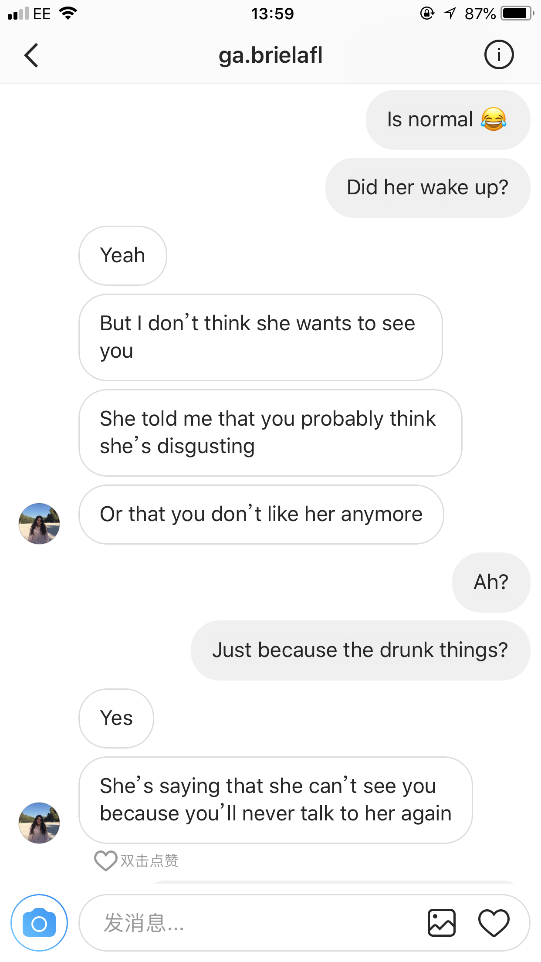 EE 13:59 87%
ga.brielafl
Is normal 😂
Did her wake up?
Yeah
But I don't think she wants to see
you
She told me that you probably think
she's disgusting
Or that you don't like her anymore
Ah?
Just because the drunk things?
Yes
She's saying that she can't see you
because you'll never talk to her again
双击点赞
发消息...